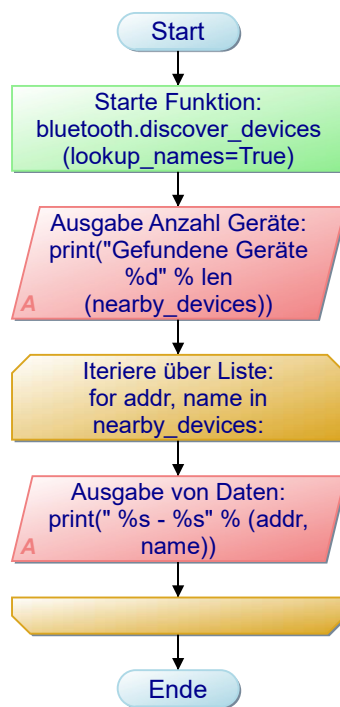 Start
Starte Funktion:
bluetooth.discover_devices
(lookup_names=True)
Ausgabe Anzahl Geräte:
print("Gefundene Geräte
%d" % len
(nearby_devices))
A
Iteriere über Liste:
for addr, name in
nearby_devices:
Ausgabe von Daten:
print(" %s - %s" % (addr,
name))
A
Ende